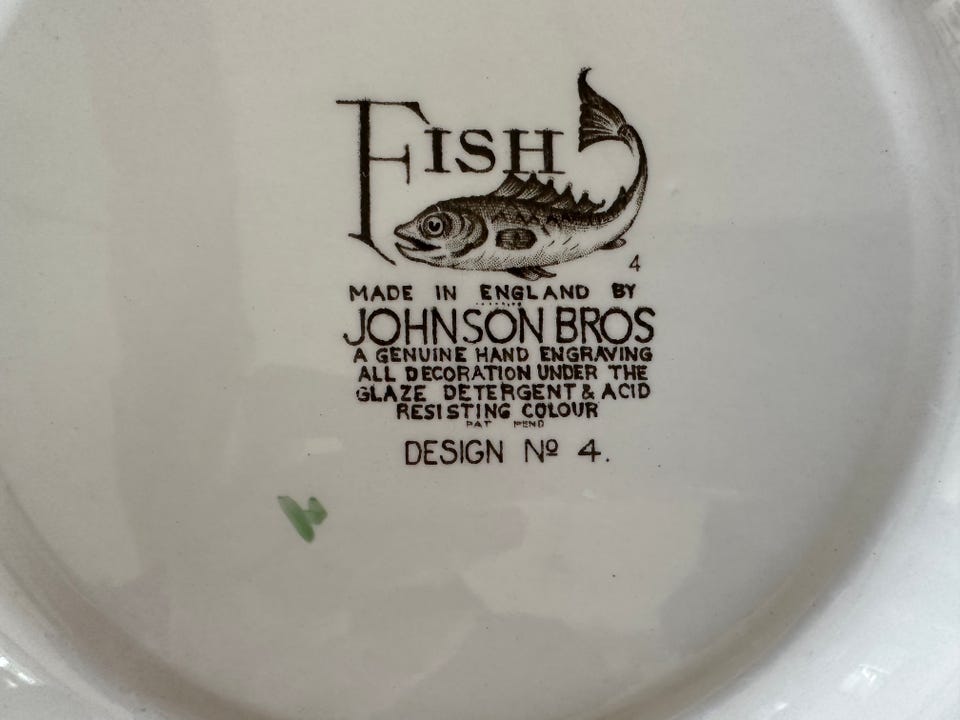 FISH
4
MADE IN ENGLAND BY
JOHNSON BROS
A GENUINE HAND ENGRAVING
ALL DECORATION UNDER THE
GLAZE DETERGENT & ACID
RESISTING COLOUR
PAT PEND
DESIGN Nº 4.